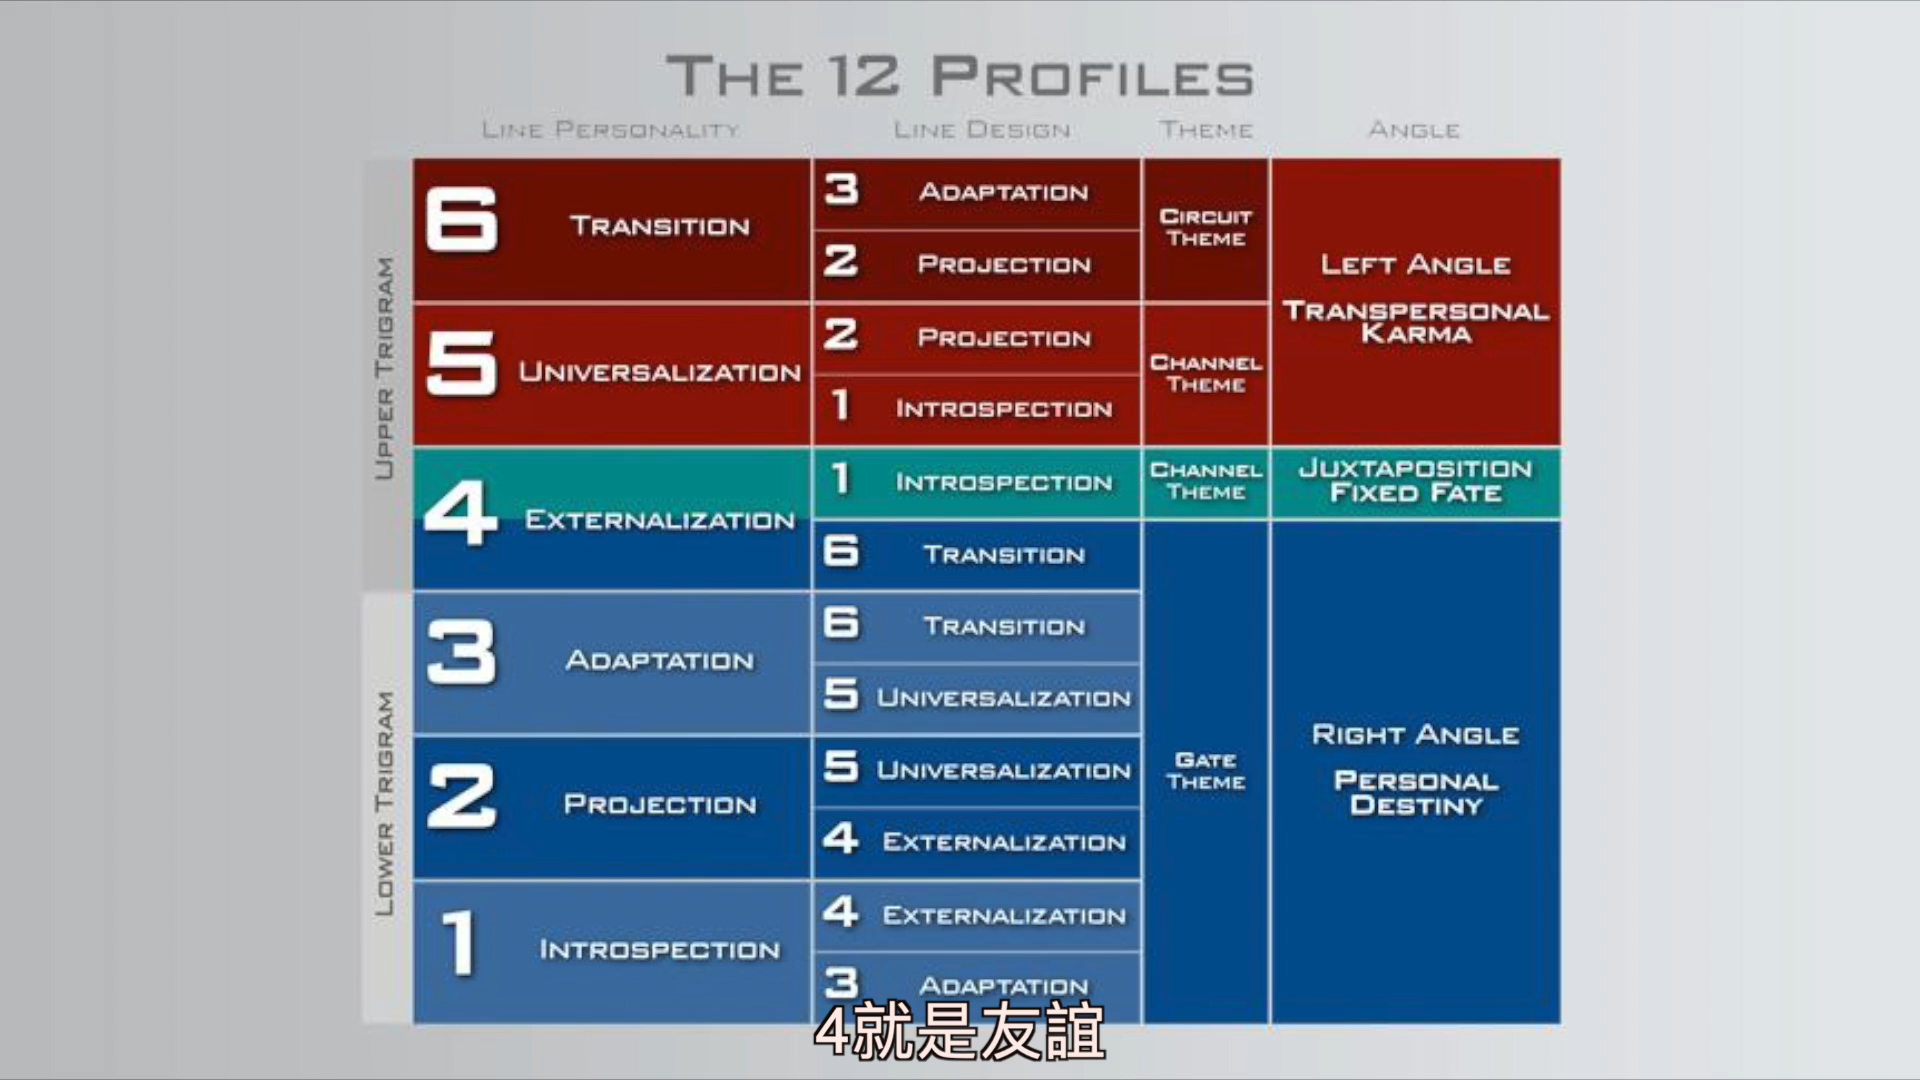 THE 12 PROFILES
LINE PERSONALITY
LINE DESIGN
THEME
ANGLE
UPPER TRIGRAM
6
TRANSITION
3 ADAPTATION
2 PROJECTION
CIRCUIT
THEME
LEFT ANGLE
TRANSPERSONAL
KARMA
5
UNIVERSALIZATION
2 PROJECTION
1 INTROSPECTION
CHANNEL
THEME
4
EXTERNALIZATION
1 INTROSPECTION
CHANNEL
THEME
JUXTAPOSITION
FIXED FATE
6 TRANSITION
LOWER TRIGRAM
3
ADAPTATION
6 TRANSITION
5 UNIVERSALIZATION
GATE
THEME
RIGHT ANGLE
PERSONAL
DESTINY
2
PROJECTION
5 UNIVERSALIZATION
4 EXTERNALIZATION
1
INTROSPECTION
4 EXTERNALIZATION
3 ADAPTATION
4就是友誼